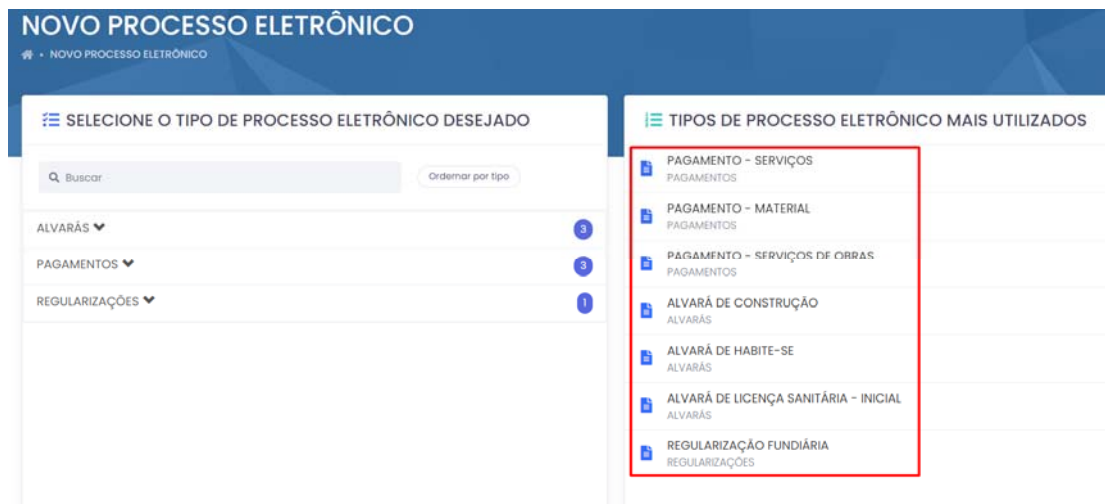 NOVO PROCESSO ELETRÔNICO
NOVO PROCESSO ELETRÔNICO
SELECIONE O TIPO DE PROCESSO ELETRÔNICO DESEJADO
Buscar
Ordernar por tipo
ALVARÁS
3
PAGAMENTOS
3
REGULARIZAÇÕES
1
TIPOS DE PROCESSO ELETRÔNICO MAIS UTILIZADOS
PAGAMENTO - SERVIÇOS
PAGAMENTOS
PAGAMENTO - MATERIAL
PAGAMENTOS
PAGAMENTO - SERVIÇOS DE OBRAS
PAGAMENTOS
ALVARÁ DE CONSTRUÇÃO
ALVARÁS
ALVARÁ DE HABITE-SE
ALVARÁS
ALVARÁ DE LICENÇA SANITÁRIA - INICIAL
ALVARÁS
REGULARIZAÇÃO FUNDIÁRIA
REGULARIZAÇÕES